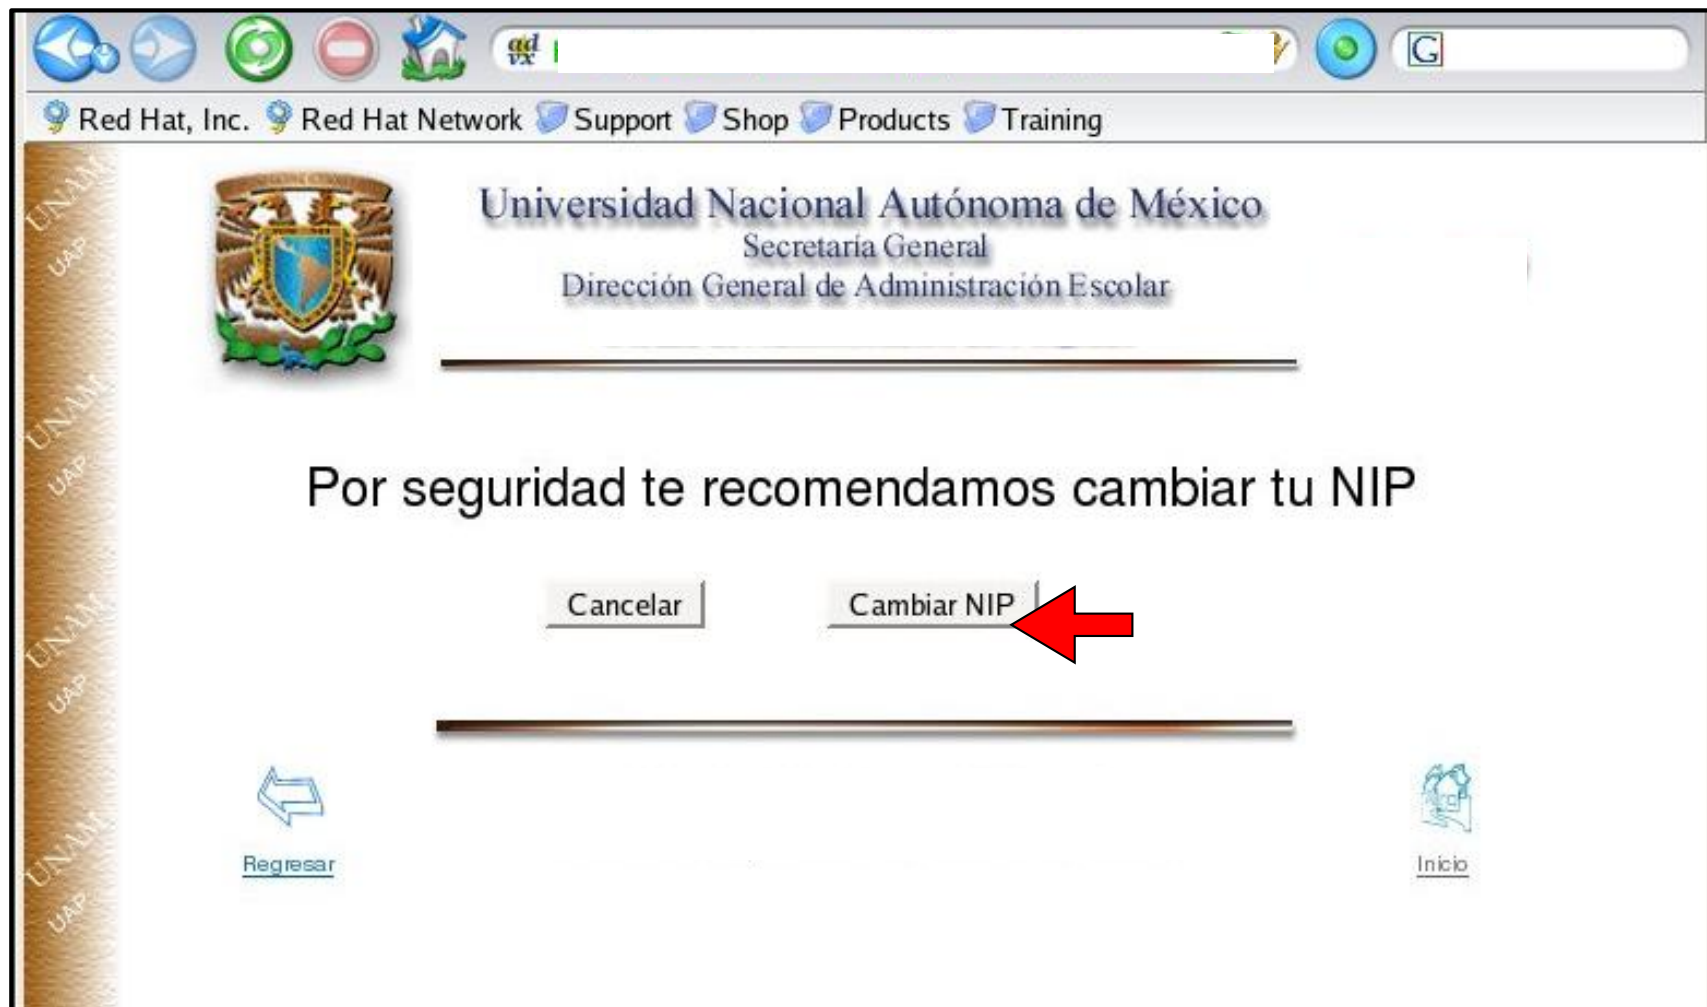 ad
vx
G
Red Hat, Inc. Red Hat Network Support Shop Products Training
UNAM
UAP
Universidad Nacional Autónoma de México
Secretaría General
Dirección General de Administración Escolar
UNAM
UAP
Por seguridad te recomendamos cambiar tu NIP
Cancelar Cambiar NIP
UNAM
UAP
Regresar Inicio
UNAM
UAP